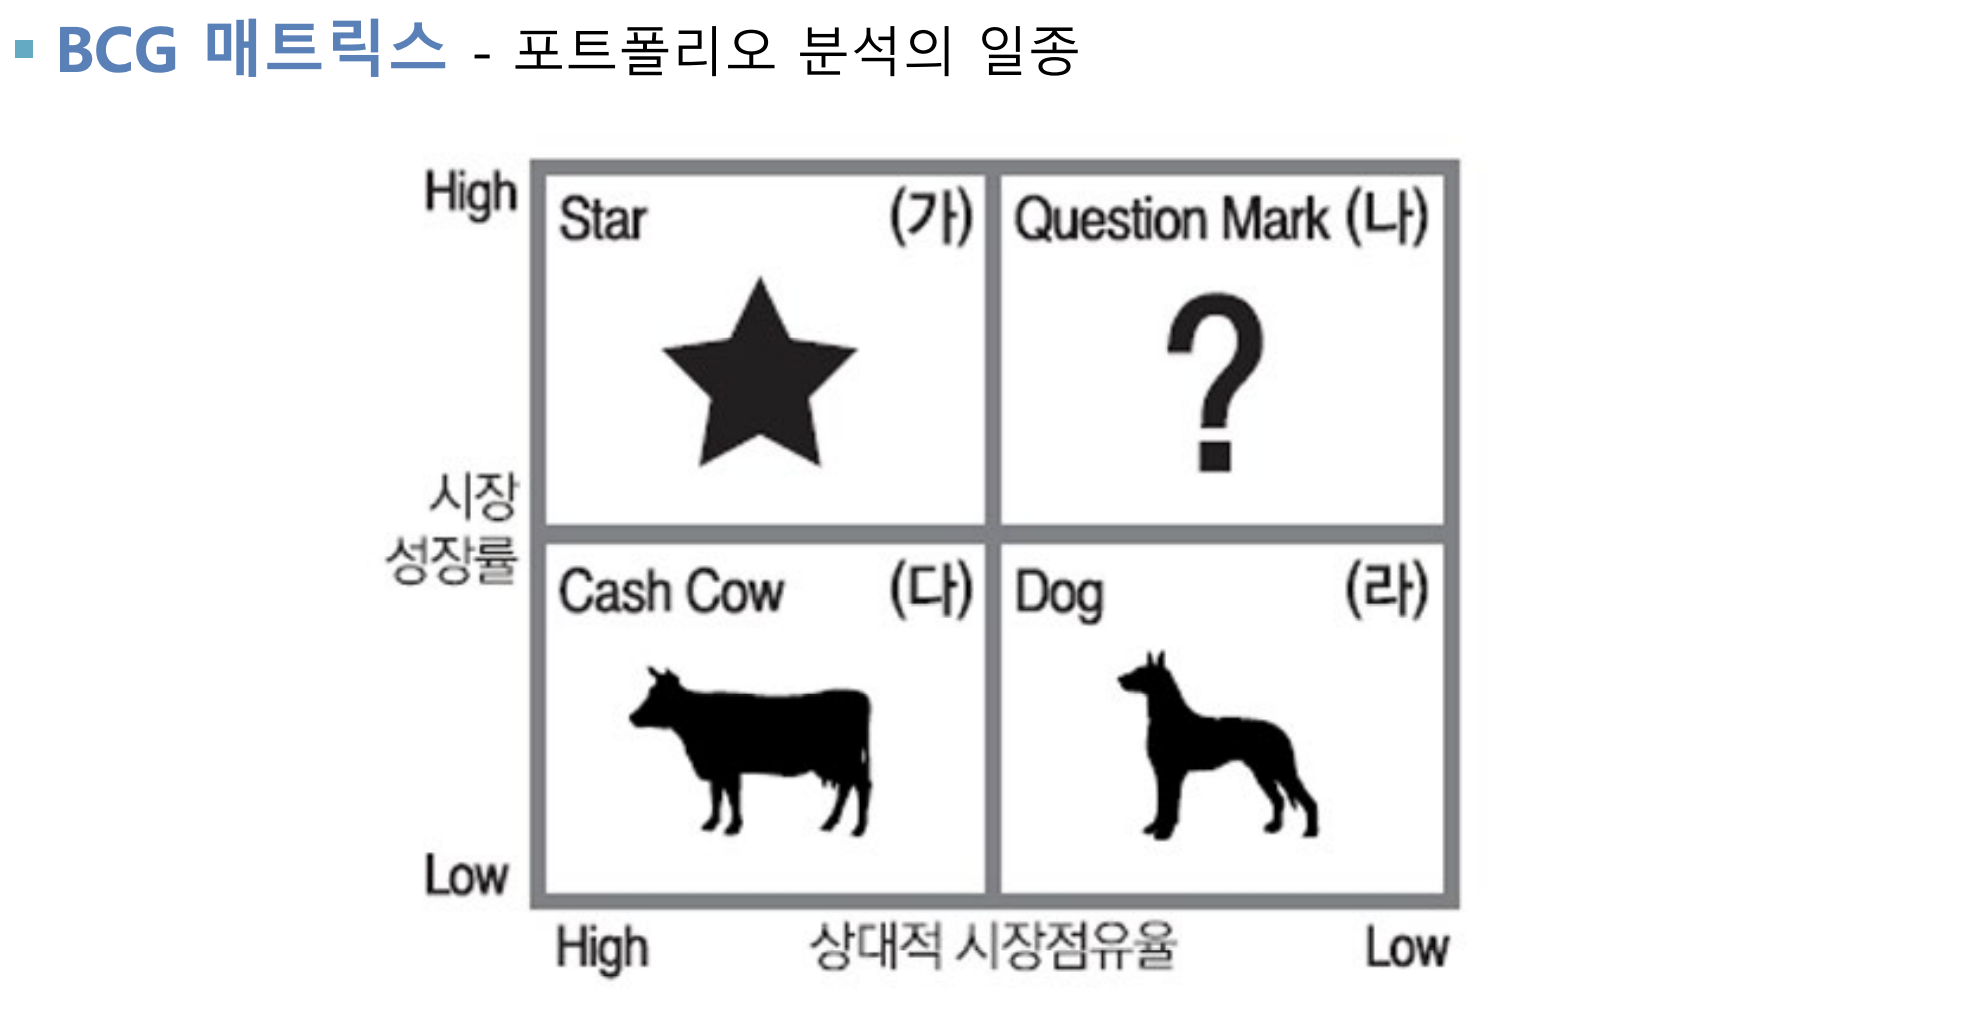 ▪ BCG 매트릭스 - 포트폴리오 분석의 일종
High
Star (가)
Question Mark (나)
?
시장
성장률
Cash Cow (다)
Dog (라)
Low
High 상대적 시장점유율 Low